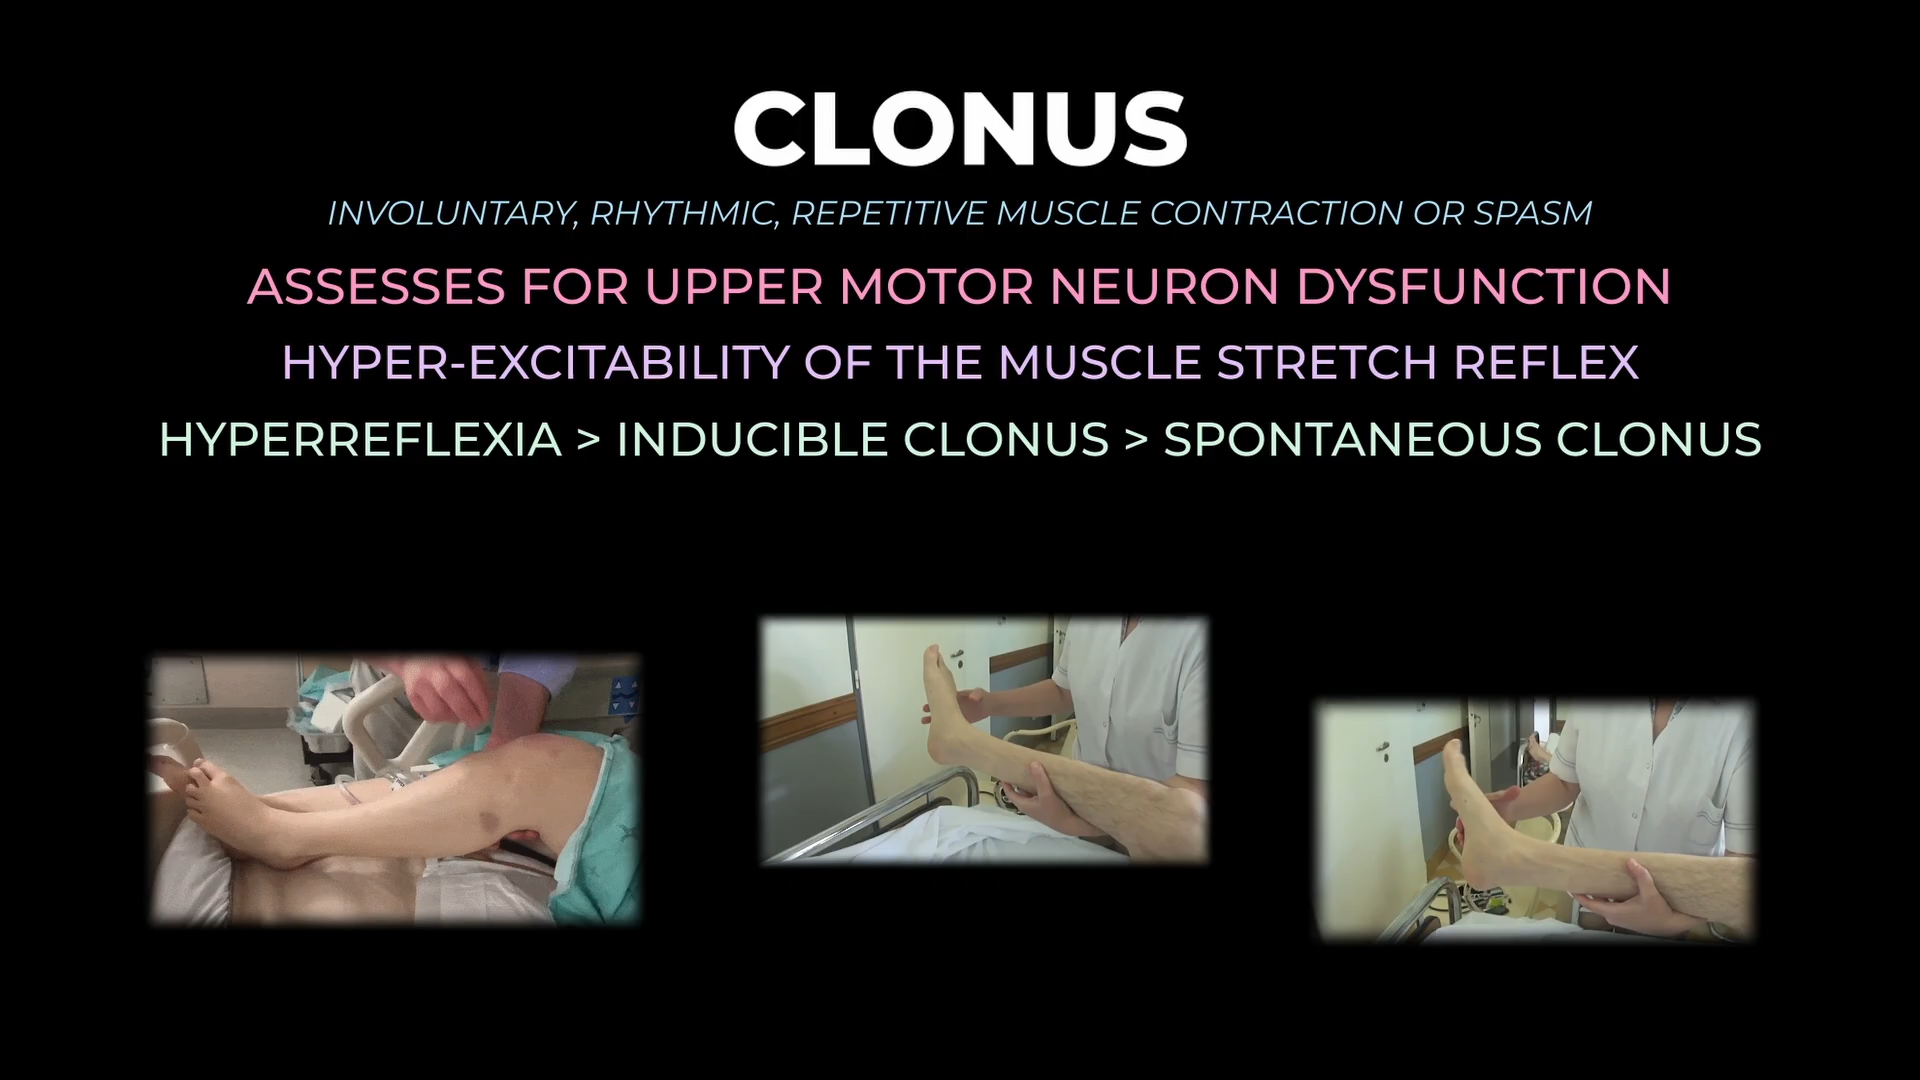 CLONUS
INVOLUNTARY, RHYTHMIC, REPETITIVE MUSCLE CONTRACTION OR SPASM
ASSESSES FOR UPPER MOTOR NEURON DYSFUNCTION
HYPER-EXCITABILITY OF THE MUSCLE STRETCH REFLEX
HYPERREFLEXIA > INDUCIBLE CLONUS > SPONTANEOUS CLONUS